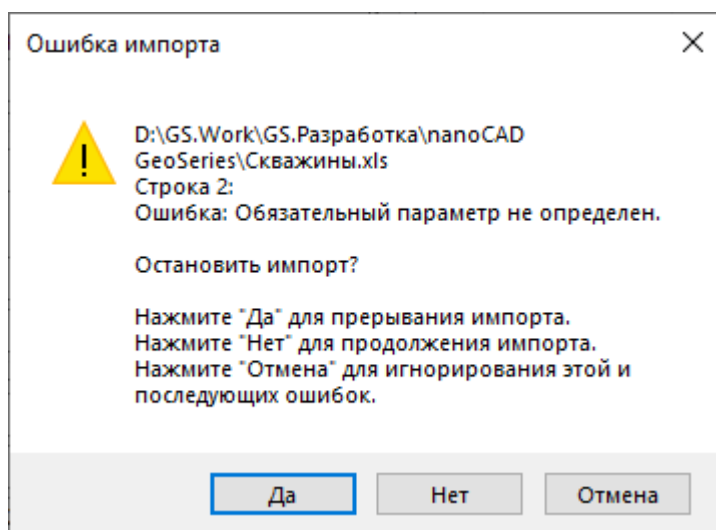 Ошибка импорта
D:\GS.Work\GS.Разработка\nanoCAD
GeoSeries\Скважины.xls
Строка 2:
Ошибка: Обязательный параметр не определен.
Остановить импорт?
Нажмите "Да" для прерывания импорта.
Нажмите "Нет" для продолжения импорта.
Нажмите "Отмена" для игнорирования этой и
последующих ошибок.
Да
Нет
Отмена